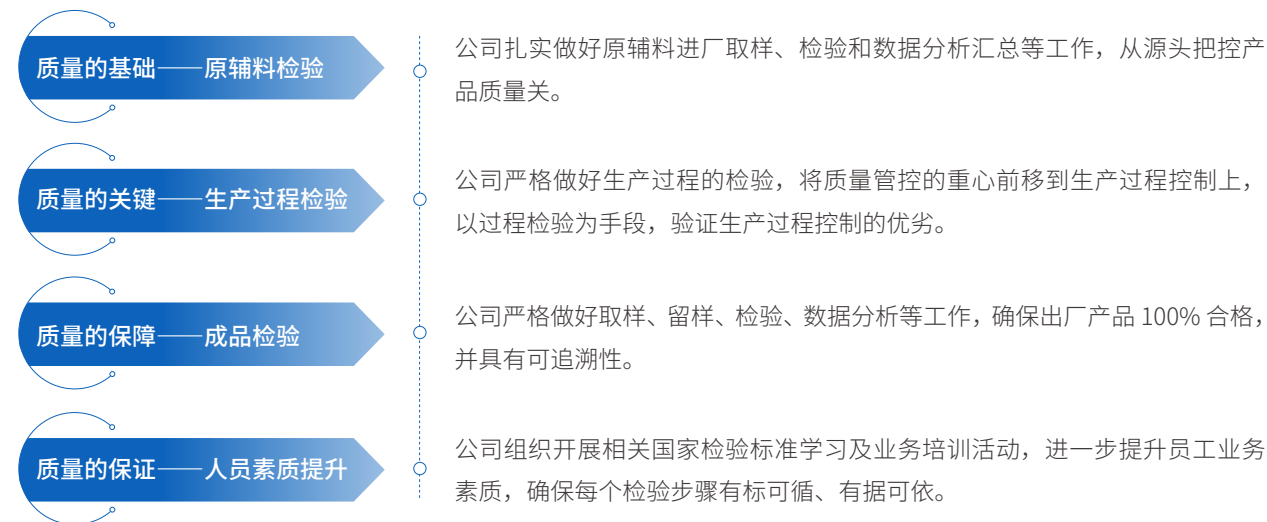 质量的基础——原辅料检验
公司扎实做好原辅料进厂取样、检验和数据分析汇总等工作，从源头把控产
品质量关。
质量的关键——生产过程检验
公司严格做好生产过程的检验，将质量管控的重心前移到生产过程控制上，
以过程检验为手段，验证生产过程控制的优劣。
质量的保障——成品检验
公司严格做好取样、留样、检验、数据分析等工作，确保出厂产品 100% 合格，
并具有可追溯性。
质量的保证——人员素质提升
公司组织开展相关国家检验标准学习及业务培训活动，进一步提升员工业务
素质，确保每个检验步骤有标可循、有据可依。